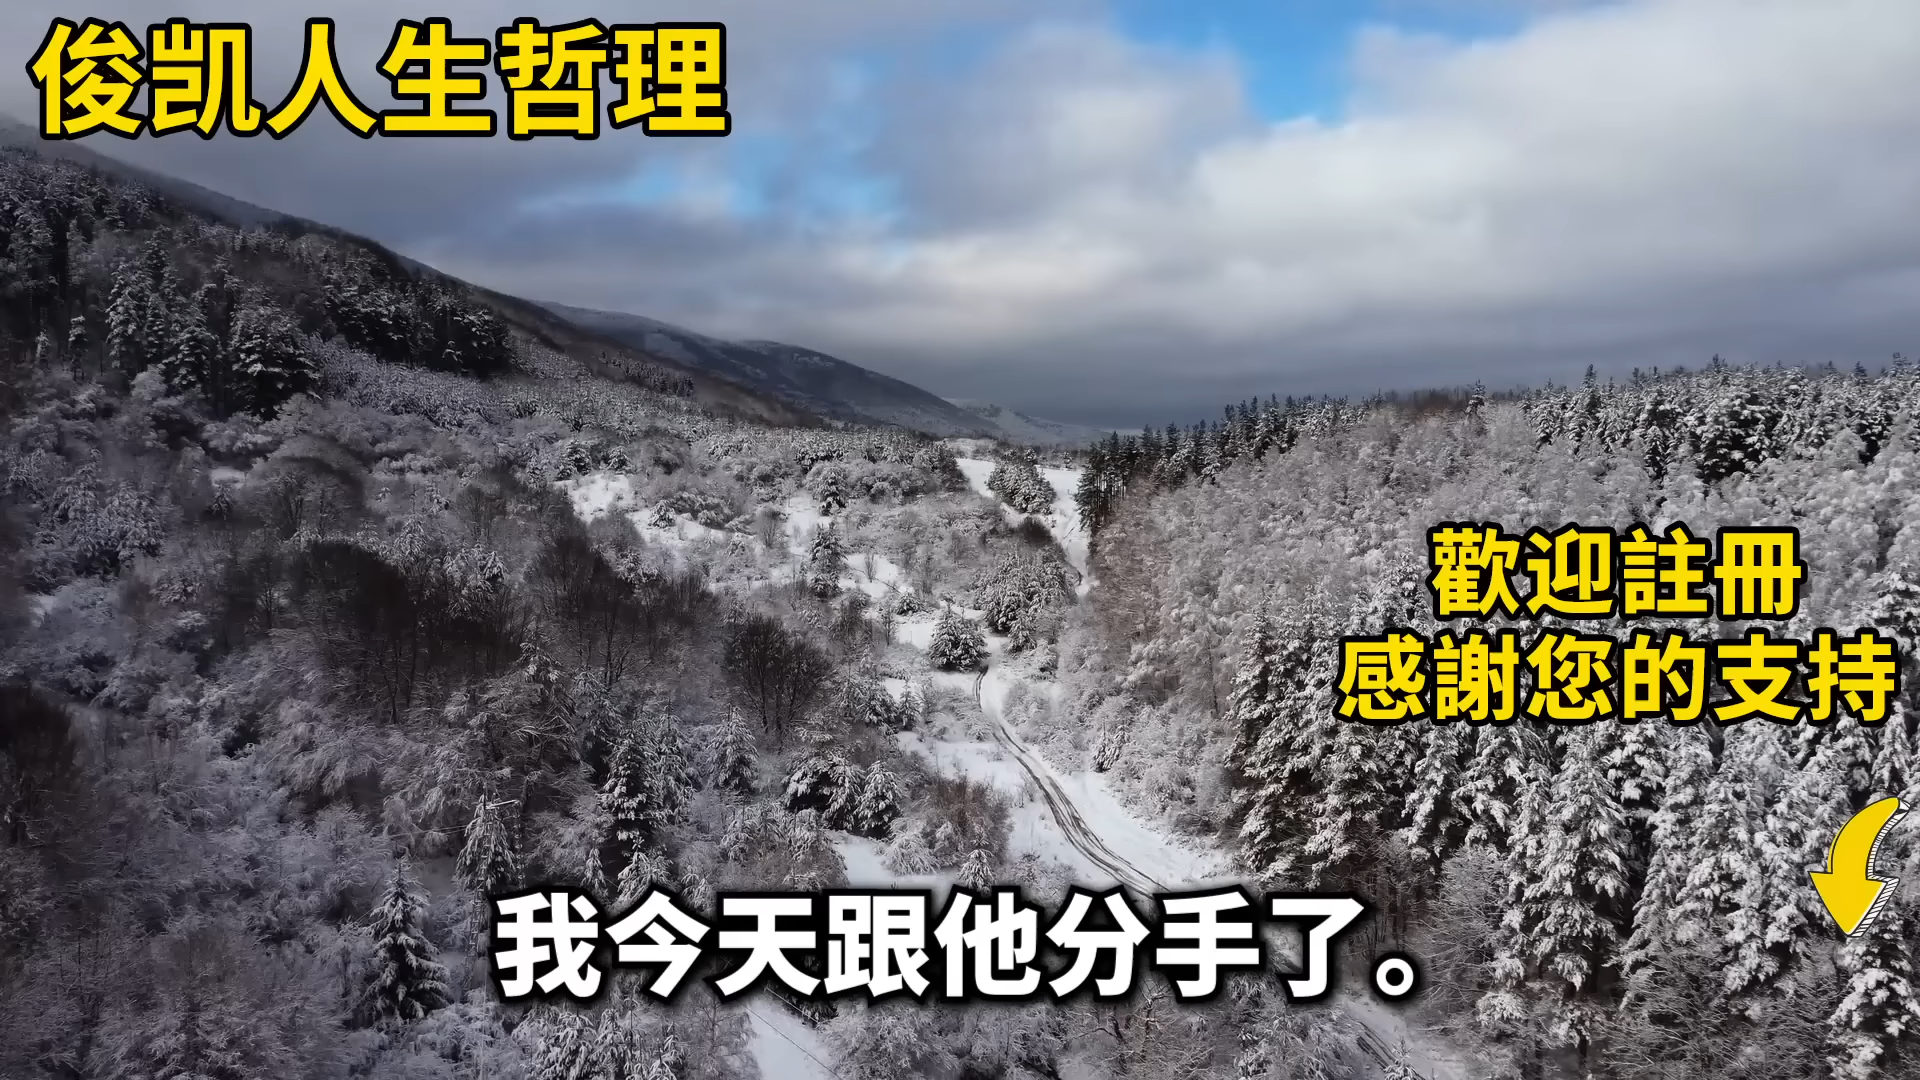 俊凯人生哲理
歡迎註冊
感謝您的支持
我今天跟他分手了。